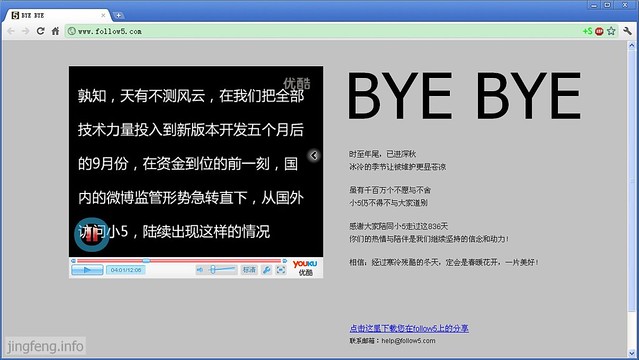 BYE BYE
www.follow5.com
优酷
孰知，天有不测风云，在我们把全部
技术力量投入到新版本开发五个月后
的9月份，在资金到位的前一刻，国
内的微博监管形势急转直下，从国外
访问小5，陆续出现这样的情况
04:01/12:08
标清
YOUKU
优酷
BYE BYE
时至年尾，已进深秋
冰冷的季节让被维护更显苍凉
虽有千百万个不愿与不舍
小5仍不得不与大家道别
感谢大家陪同小5走过这836天
你们的热情与陪伴是我们继续坚持的信念和动力！
相信：经过寒冷残酷的冬天，定会是春暖花开，一片美好！
点击这里下载您在follow5上的分享
联系邮箱：help@follow5.com
jingfeng.info